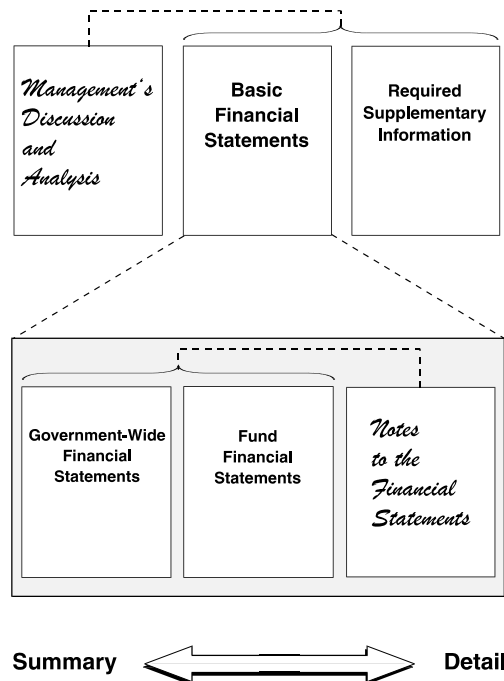 Management's
Discussion
and
Analysis
Basic
Financial
Statements
Required
Supplementary
Information
Government-Wide
Financial
Statements
Fund
Financial
Statements
Notes
to the
Financial
Statements
Summary
Detail